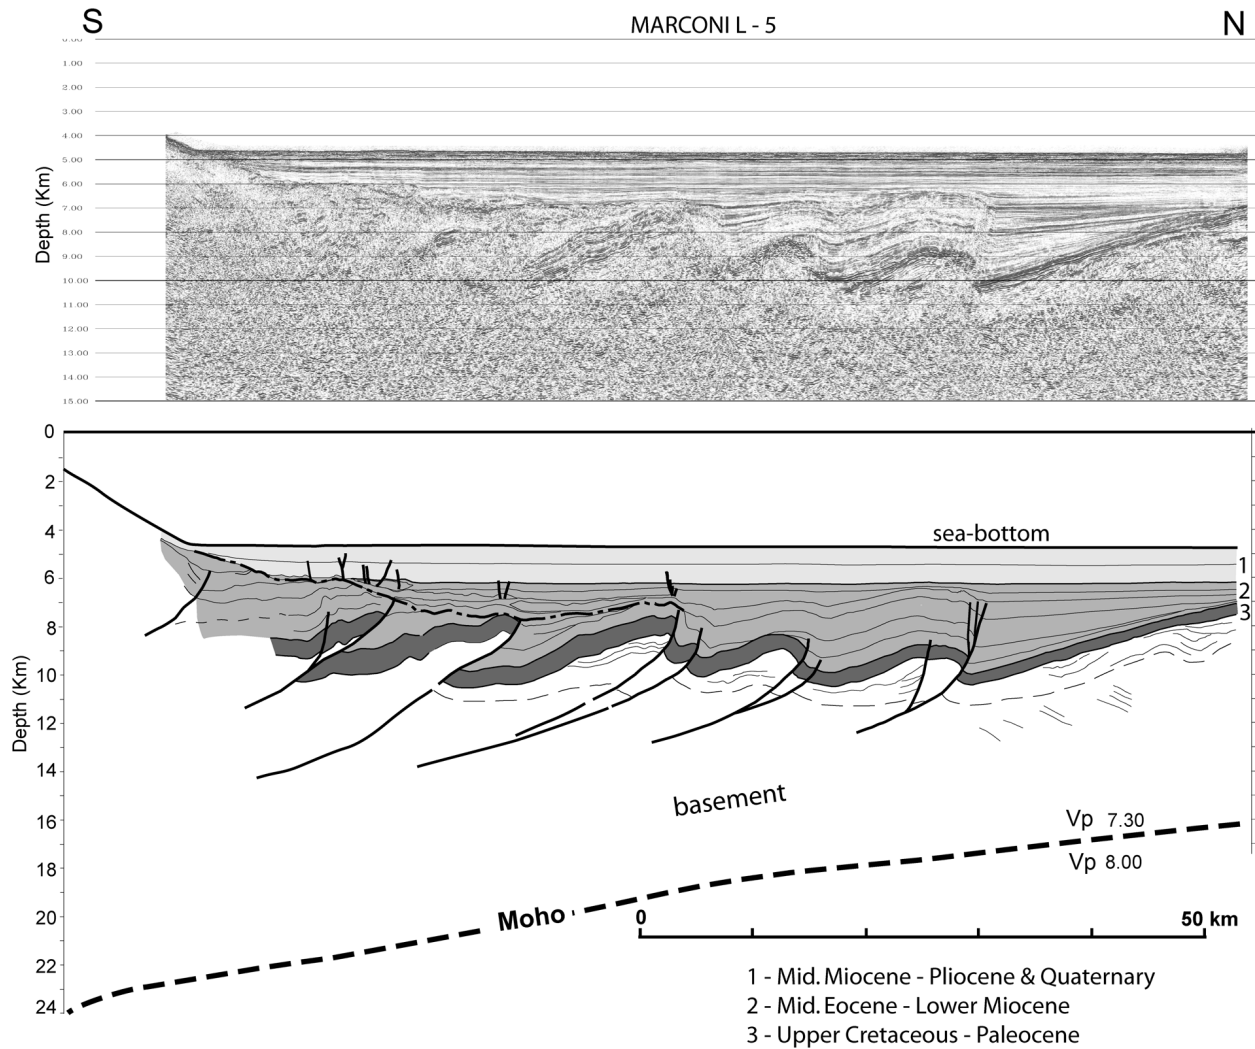 S
MARCONI L - 5
N
0.00
1.00
2.00
3.00
4.00
5.00
6.00
7.00
8.00
9.00
10.00
11.00
12.00
13.00
14.00
15.00
Depth (Km)
0
2
4
6
8
10
12
14
16
18
20
22
24
Depth (Km)
sea-bottom
1
2
3
basement
Vp 7.30
Vp 8.00
Moho
0
50 km
1 - Mid. Miocene - Pliocene & Quaternary
2 - Mid. Eocene - Lower Miocene
3 - Upper Cretaceous - Paleocene